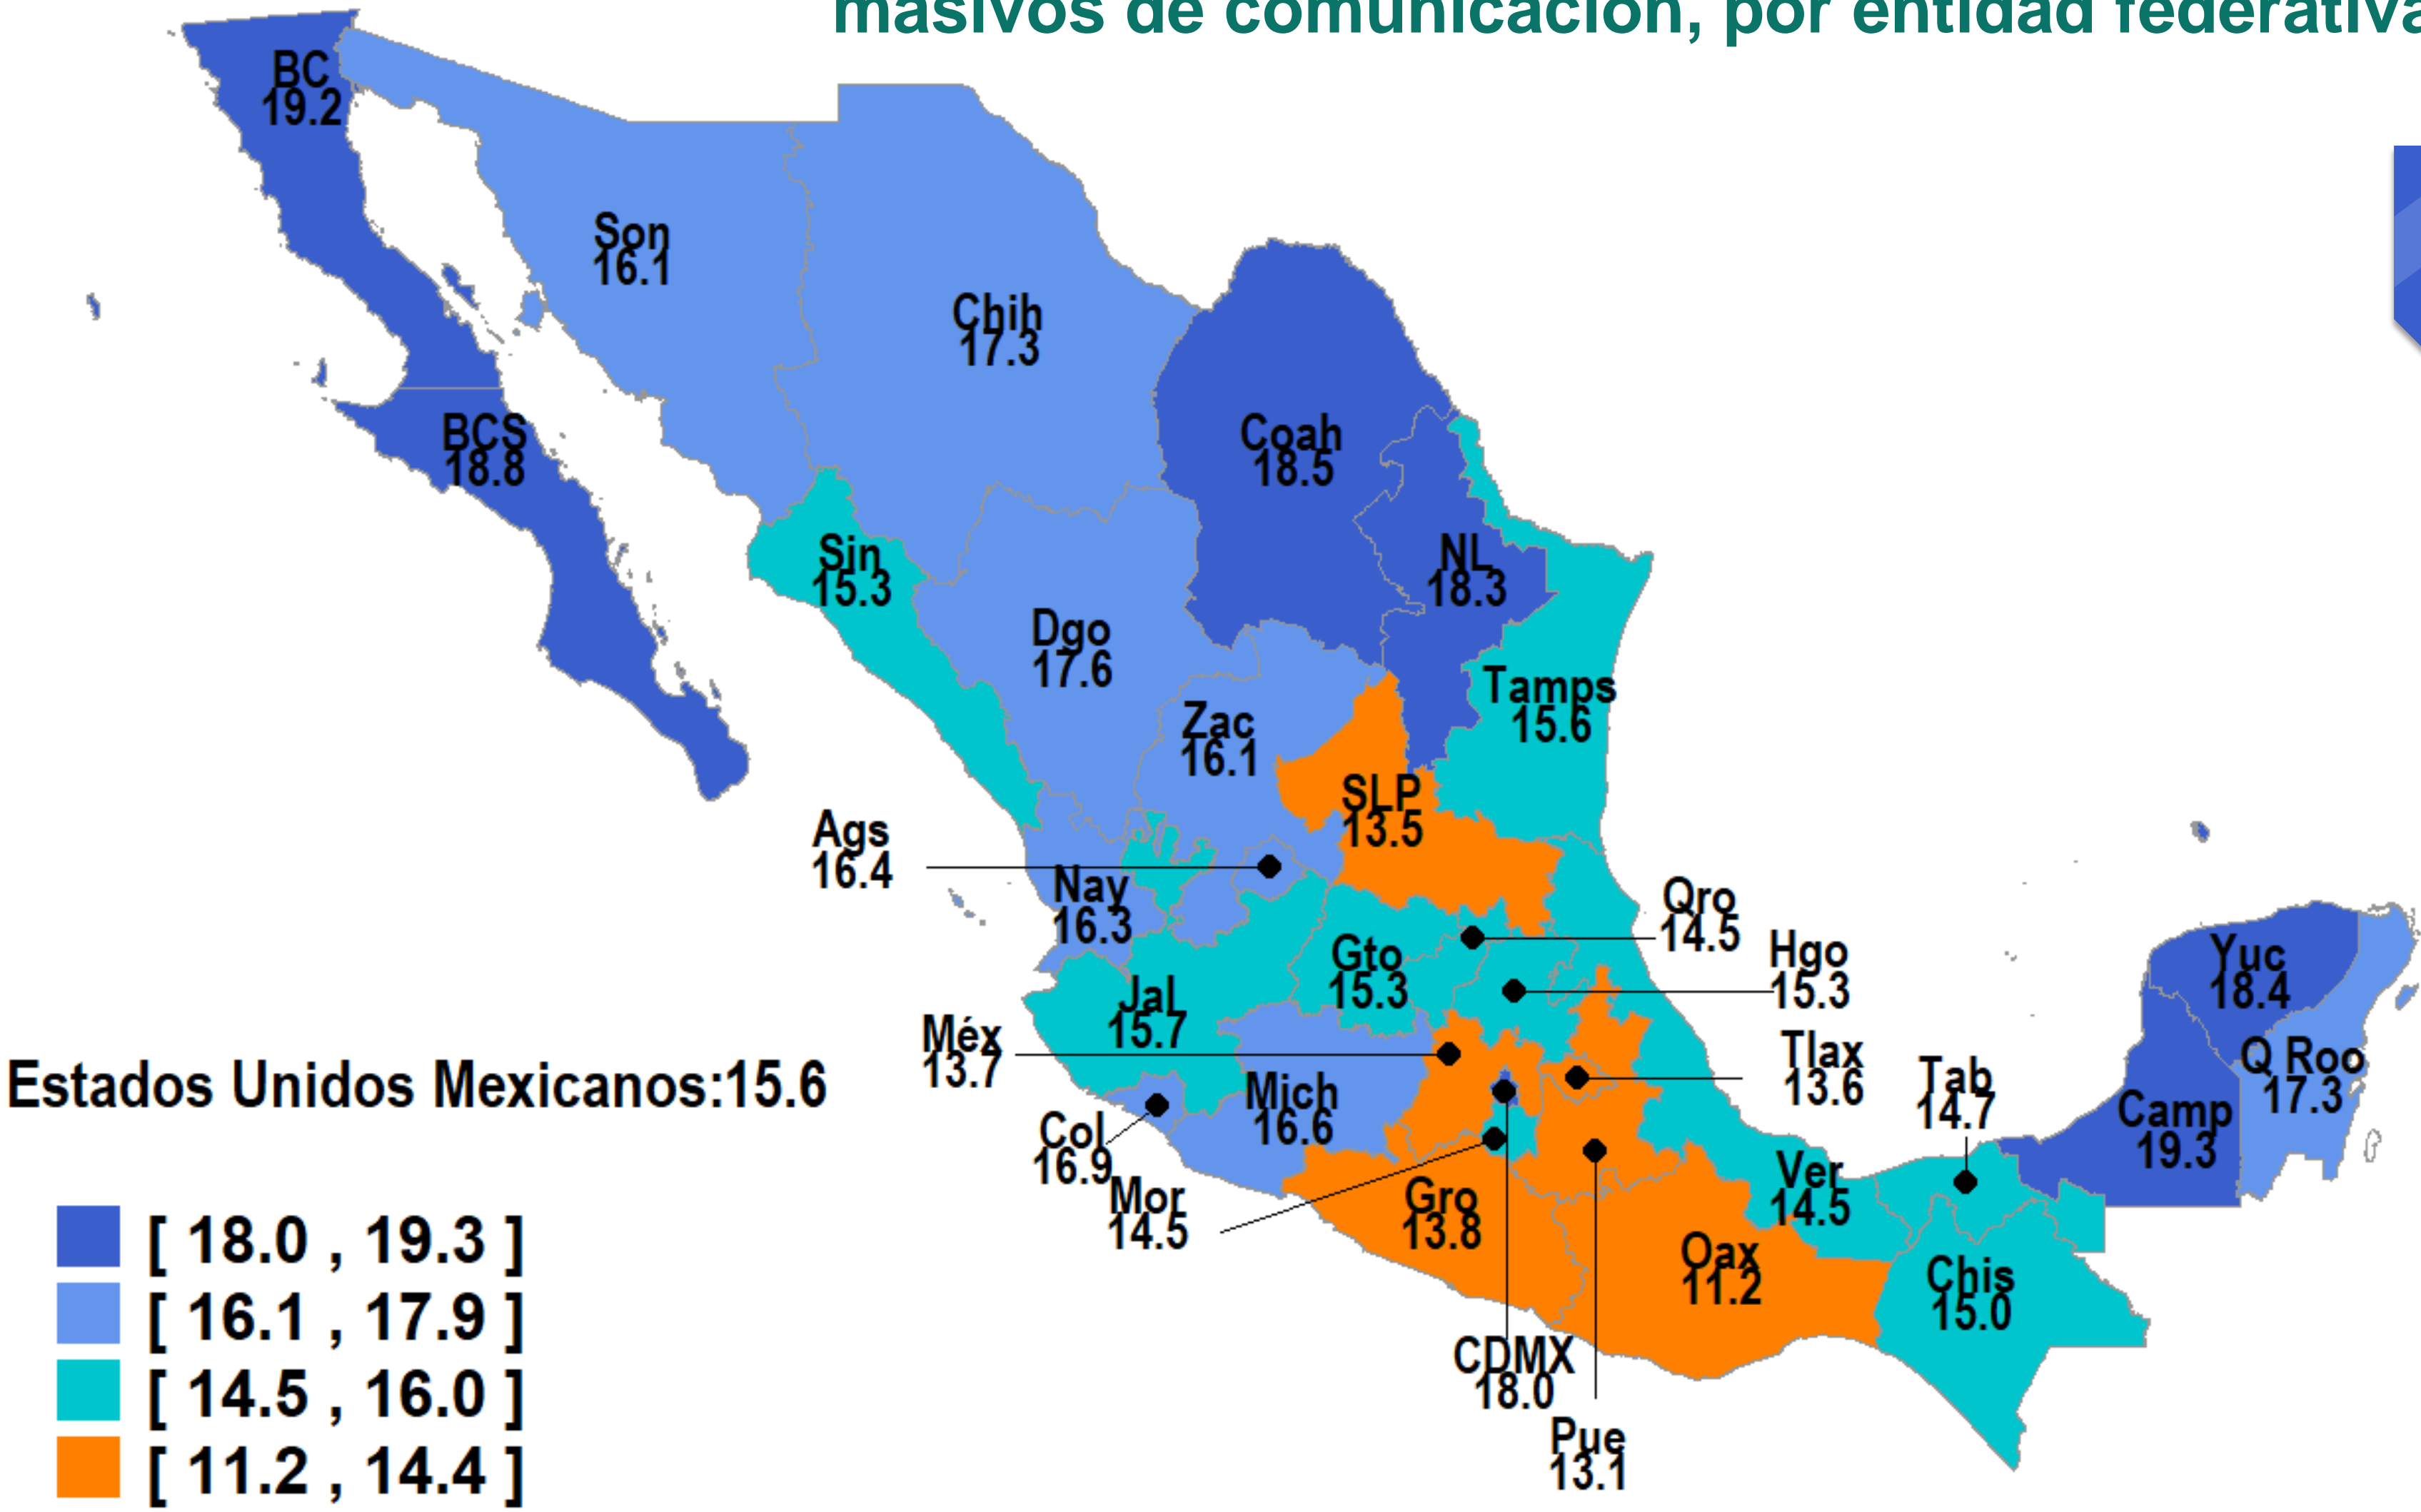 masivos de comunicación, por entidad federativa
BC
19.2
Son
16.1
Chih
17.3
Coah
18.5
BCS
18.8
NL
18.3
Sin
15.3
Dgo
17.6
Tamps
15.6
Zac
16.1
SLP
13.5
Ags
16.4
Nay
16.3
Qro
14.5
Gto
15.3
Hgo
15.3
Yuc
18.4
Jal
15.7
Méx
13.7
Tlax
13.6
Tab
14.7
Q Roo
17.3
Estados Unidos Mexicanos:15.6
Mich
16.6
Camp
19.3
Col
16.9
Mor
14.5
Gro
13.8
Ver
14.5
Oax
11.2
Chis
15.0
CDMX
18.0
Pue
13.1
[ 18.0 , 19.3 ]
[ 16.1 , 17.9 ]
[ 14.5 , 16.0 ]
[ 11.2 , 14.4 ]